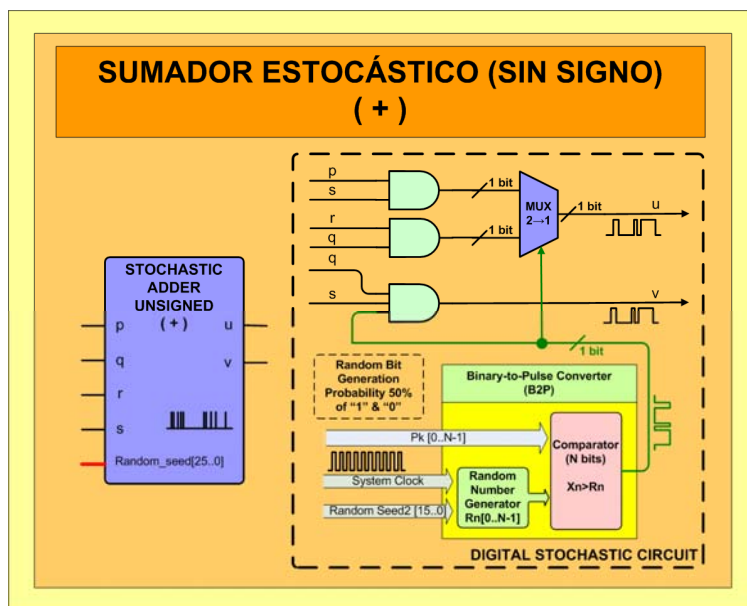 SUMADOR ESTOCÁSTICO (SIN SIGNO)
( + )
STOCHASTIC
ADDER
UNSIGNED
( + )
p
q
r
s
u
v
Random_seed[25..0]
p
s
r
q
q
s
1 bit
1 bit
MUX
2→1
1 bit
u
v
1 bit
Random Bit
Generation
Probability 50%
of "1" & "0"
Binary-to-Pulse Converter
(B2P)
Pk [0..N-1]
System Clock
Random Seed2 [15..0]
Random
Number
Generator
Rn[0..N-1]
Comparator
(N bits)
Xn>Rn
DIGITAL STOCHASTIC CIRCUIT